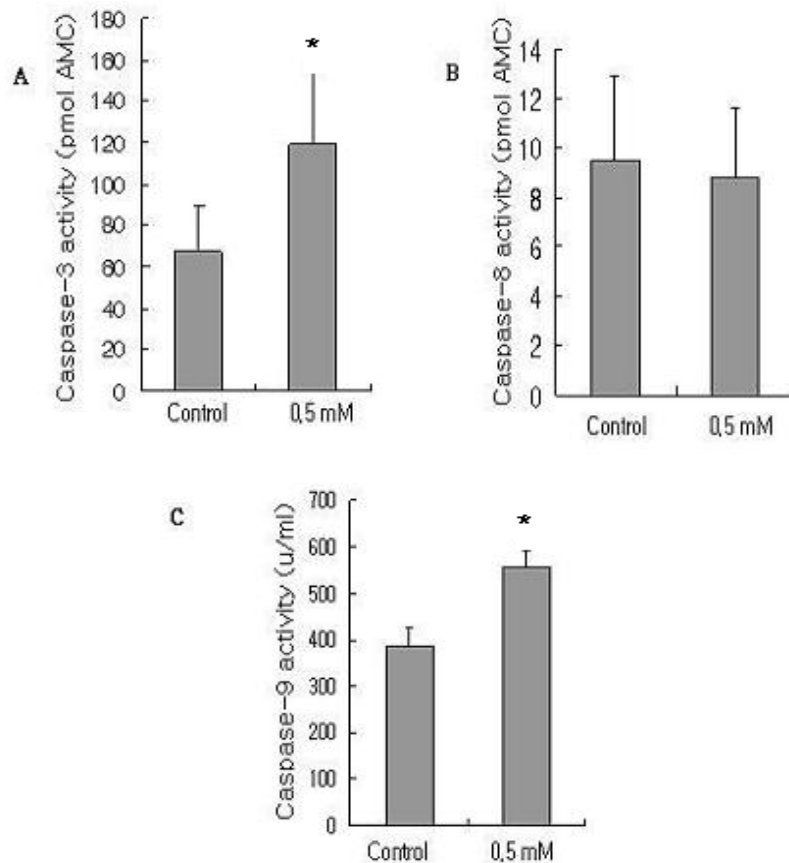 A
Caspase-3 activity (pmol AMC)
180
160
140
120
100
80
60
40
20
0
*
Control
0,5 mM
B
Caspase-8 activity (pmol AMC)
14
12
10
8
6
4
2
0
Control
0,5 mM
C
Caspase-9 activity (u/ml)
700
600
500
400
300
200
100
0
*
Control
0,5 mM